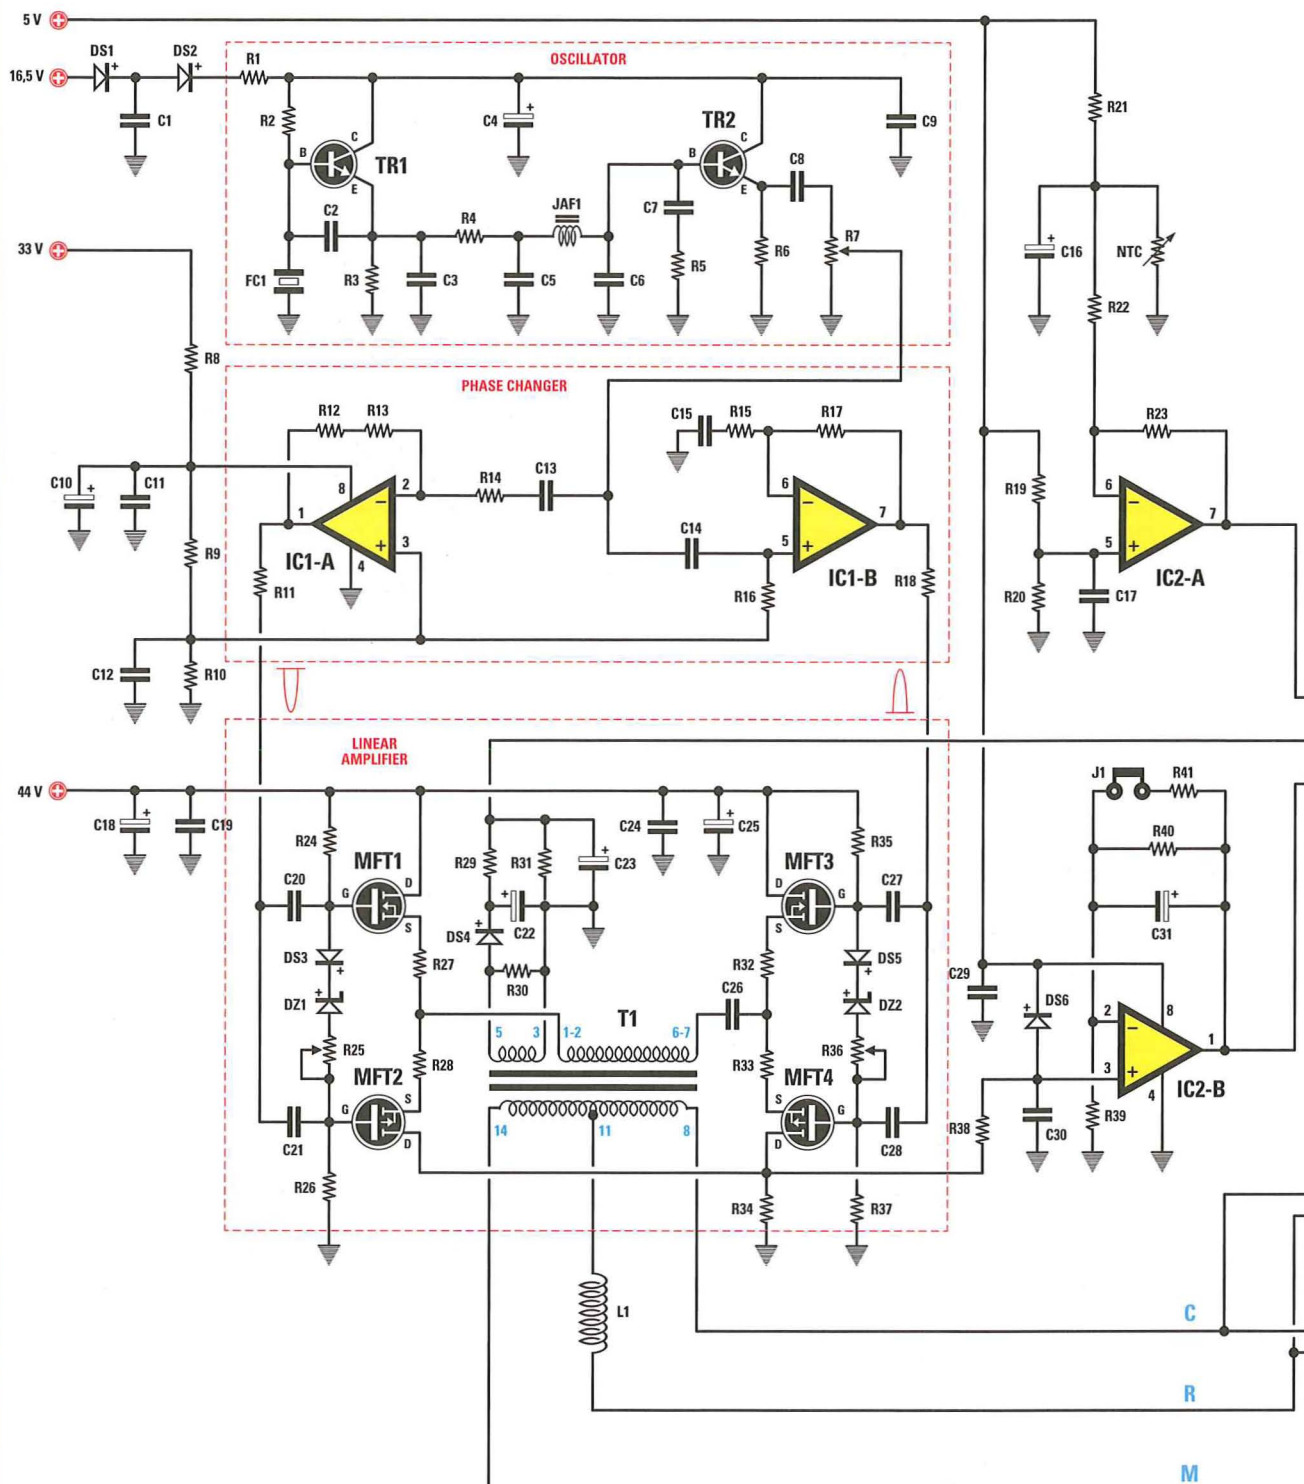 5 V
DS1 DS2 R1 OSCILLATOR
16,5 V
C1 R2 B C TR1 E C4 + TR2 B C E C8 C9 R21
C2 R4 JAF1 C7 R7
33 V
FC1 R3 C3 C5 C6 R5 R6 C16 + NTC
R22
R8
PHASE CHANGER
R12 R13 C15 R15 R17 R23
C10 + C11 8 2 R14 C13 6 R19 6
1 − − 7 − 7
3 C14 5 5
R9 + + +
IC1-A 4 IC1-B IC2-A
R11 R16 R18 R20 C17
C12 R10
LINEAR
AMPLIFIER
44 V
J1 R41
C18 + C19 R24 C24 C25 + R35 R40
MFT1 R29 R31 C23 + MFT3
C20 G D S C22 + D G S C27 C31 +
DS3 + R27 DS4 + R32 DS5 + C29
DZ1 + R30 C26 DZ2 + DS6 +
T1
5 3 1-2 6-7 2 − 8
R25 R28 R33 R36 1
MFT2 MFT4 3 + IC2-B
S G D S G D 4
C21 14 11 8 C28 R38 C30 R39
R26 R34 R37
L1 C
R
M